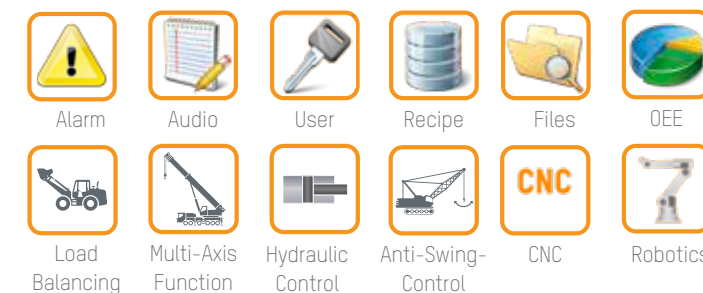 Alarm Audio User Recipe Files OEE
CNC
Load Multi-Axis Hydraulic Anti-Swing- CNC Robotics
Balancing Function Control Control